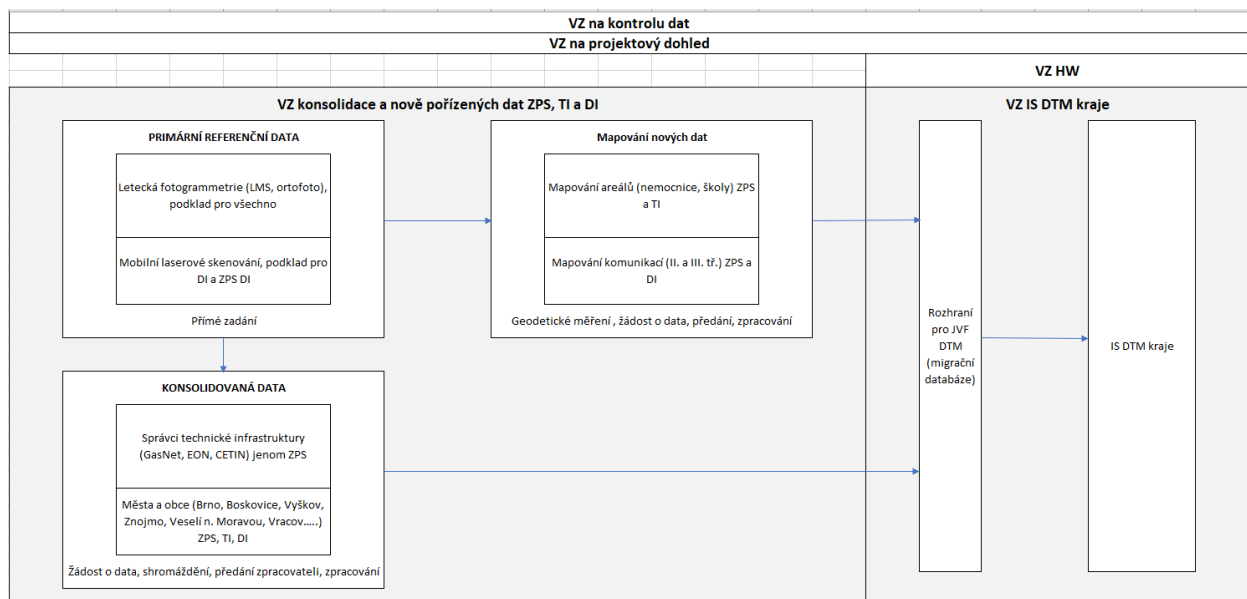 VZ na kontrolu dat
VZ na projektový dohled
VZ HW
VZ konsolidace a nově pořízených dat ZPS, TI a DI
VZ IS DTM kraje
PRIMÁRNÍ REFERENČNÍ DATA
Letecká fotogrammetrie (LMS, ortofoto),
podklad pro všechno
Mobilní laserové skenování, podklad pro
DI a ZPS DI
Přímé zadání
Mapování nových dat
Mapování areálů (nemocnice, školy) ZPS
a TI
Mapování komunikací (II. a III. tř.) ZPS a
DI
Geodetické měření , žádost o data, předání, zpracování
KONSOLIDOVANÁ DATA
Správci technické infrastruktury
(GasNet, EON, CETIN) jenom ZPS
Města a obce (Brno, Boskovice, Vyškov,
Znojmo, Veselí n. Moravou, Vracov.....)
ZPS, TI, DI
Žádost o data, shromáždění, předání zpracovateli, zpracování
Rozhraní
pro JVF
DTM
(migrační
databáze)
IS DTM kraje